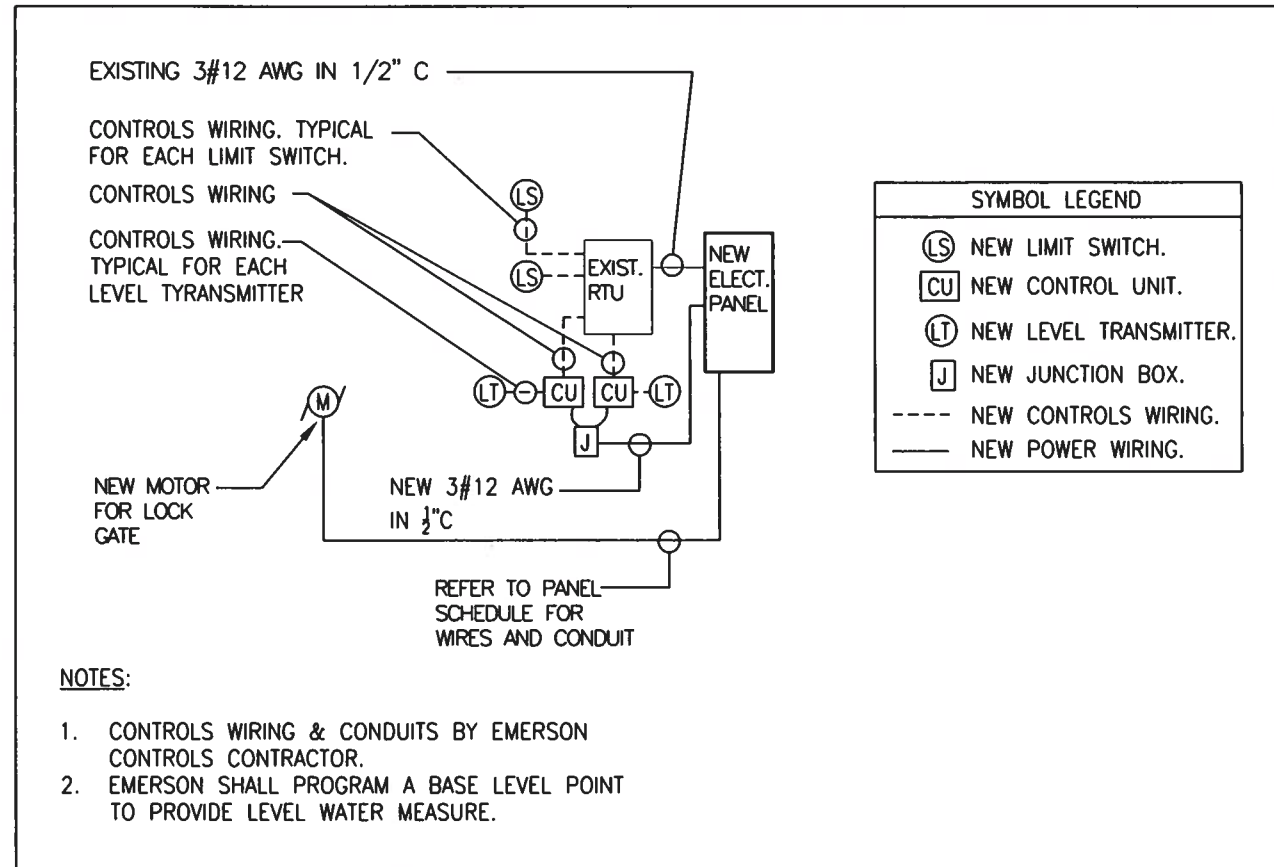 EXISTING 3#12 AWG IN 1/2" C
CONTROLS WIRING. TYPICAL
FOR EACH LIMIT SWITCH.
CONTROLS WIRING
CONTROLS WIRING.
TYPICAL FOR EACH
LEVEL TYRANSMITTER
LS
LS
EXIST.
RTU
NEW
ELECT.
PANEL
LT
CU
CU
LT
J
M
NEW MOTOR
FOR LOCK
GATE
NEW 3#12 AWG
IN 1/2"C
REFER TO PANEL
SCHEDULE FOR
WIRES AND CONDUIT
SYMBOL LEGEND
LS NEW LIMIT SWITCH.
CU NEW CONTROL UNIT.
LT NEW LEVEL TRANSMITTER.
J NEW JUNCTION BOX.
NEW CONTROLS WIRING.
NEW POWER WIRING.
NOTES:
1. CONTROLS WIRING & CONDUITS BY EMERSON
CONTROLS CONTRACTOR.
2. EMERSON SHALL PROGRAM A BASE LEVEL POINT
TO PROVIDE LEVEL WATER MEASURE.